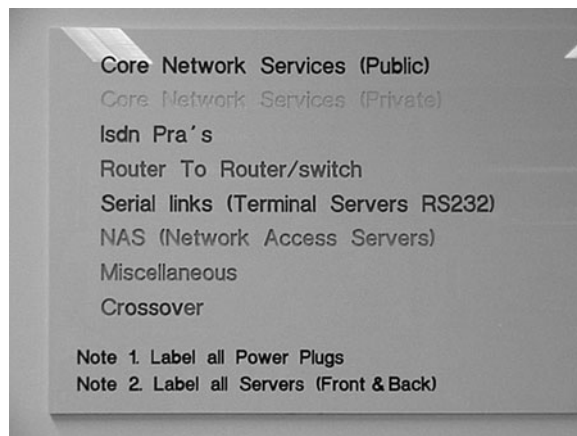 Core Network Services (Public)
Core Network Services (Private)
Isdn Pra's
Router To Router/switch
Serial links (Terminal Servers RS232)
NAS (Network Access Servers)
Miscellaneous
Crossover
Note 1. Label all Power Plugs
Note 2. Label all Servers (Front & Back)